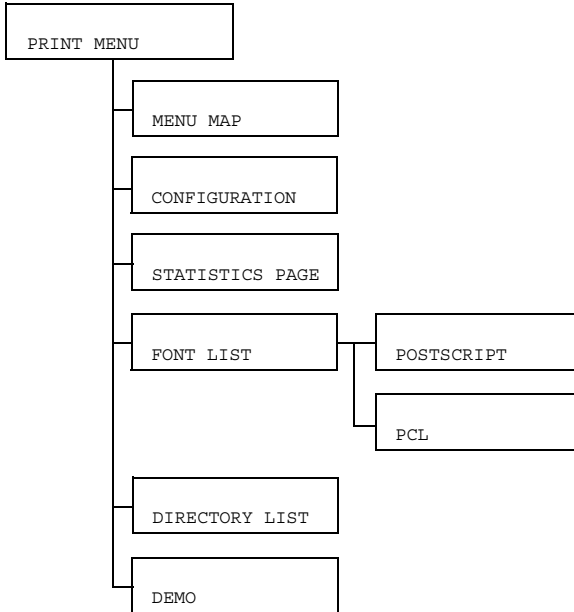 PRINT MENU
MENU MAP
CONFIGURATION
STATISTICS PAGE
FONT LIST
POSTSCRIPT
PCL
DIRECTORY LIST
DEMO